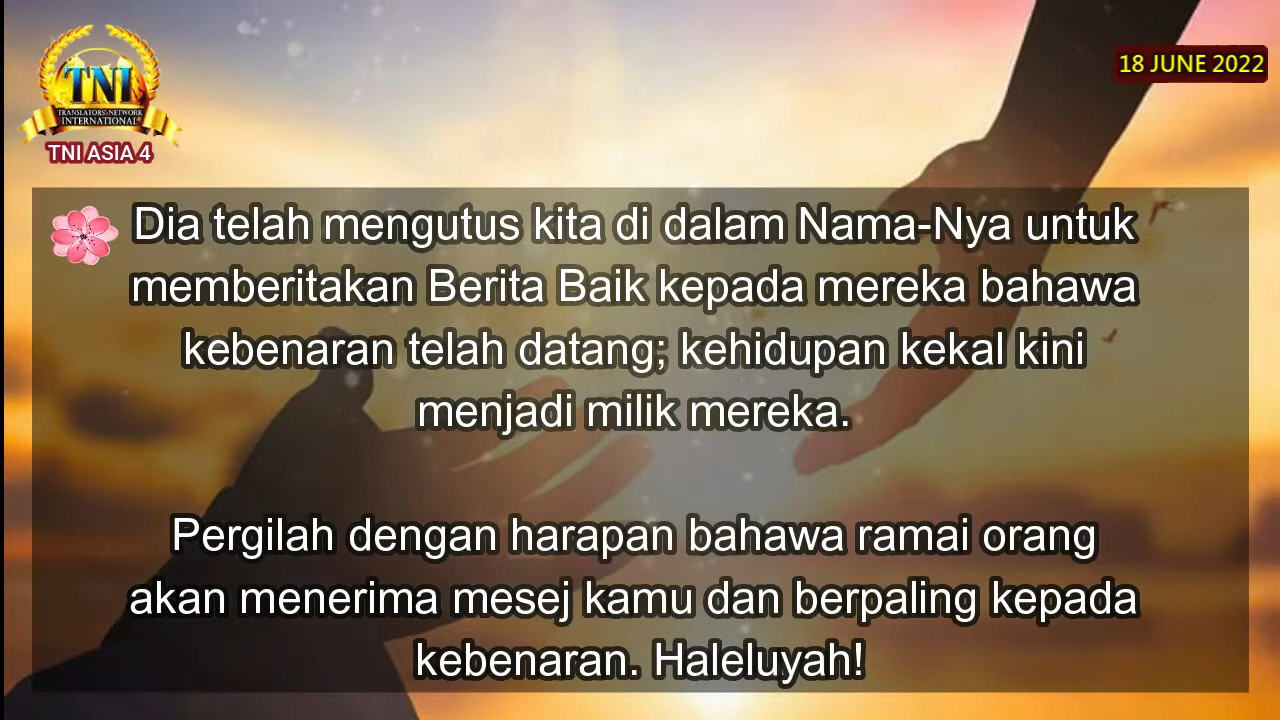 TNI
TRANSLATORS' NETWORK
INTERNATIONAL
TNI ASIA 4
18 JUNE 2022
Dia telah mengutus kita di dalam Nama-Nya untuk
memberitakan Berita Baik kepada mereka bahawa
kebenaran telah datang; kehidupan kekal kini
menjadi milik mereka.
Pergilah dengan harapan bahawa ramai orang
akan menerima mesej kamu dan berpaling kepada
kebenaran. Haleluyah!